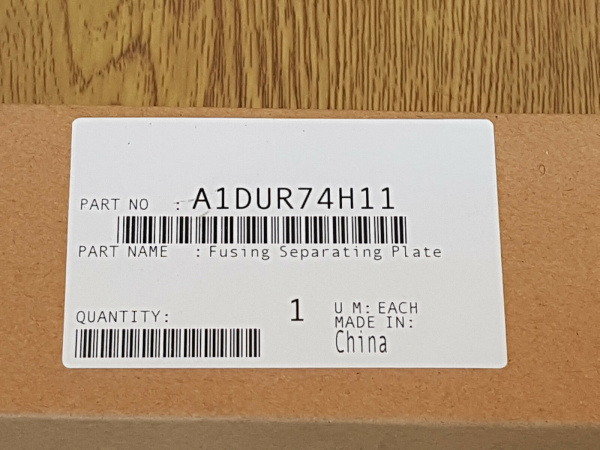 PART NO : A1DUR74H11
PART NAME : Fusing Separating Plate
QUANTITY: 1 U M: EACH
MADE IN:
China